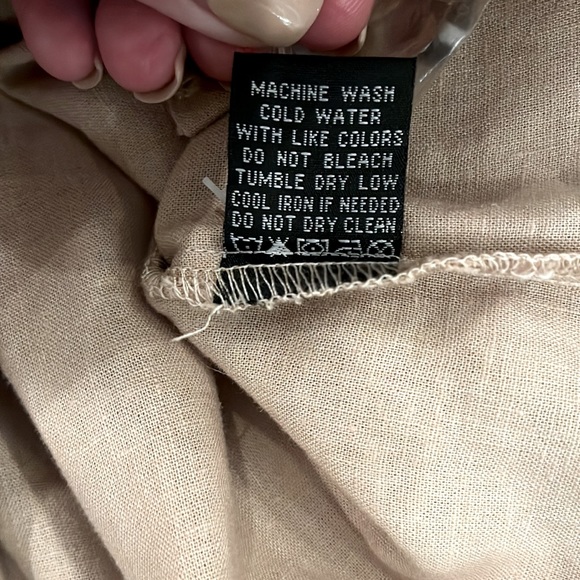 MACHINE WASH
COLD WATER
WITH LIKE COLORS
DO NOT BLEACH
TUMBLE DRY LOW
COOL IRON IF NEEDED
DO NOT DRY CLEAN